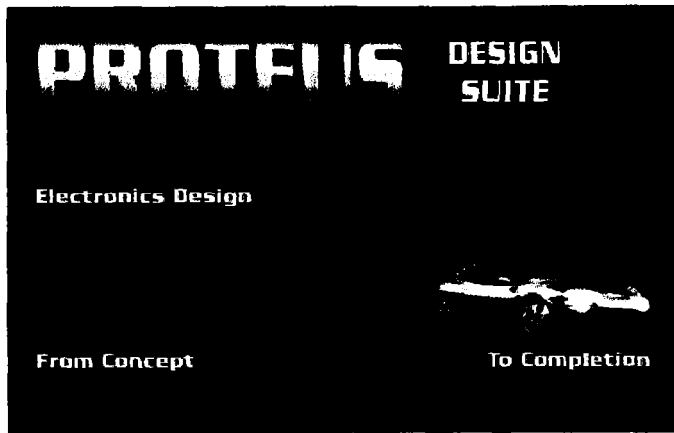 PROTEUS
DESIGN
SUITE
Electronics Design
From Concept
To Completion